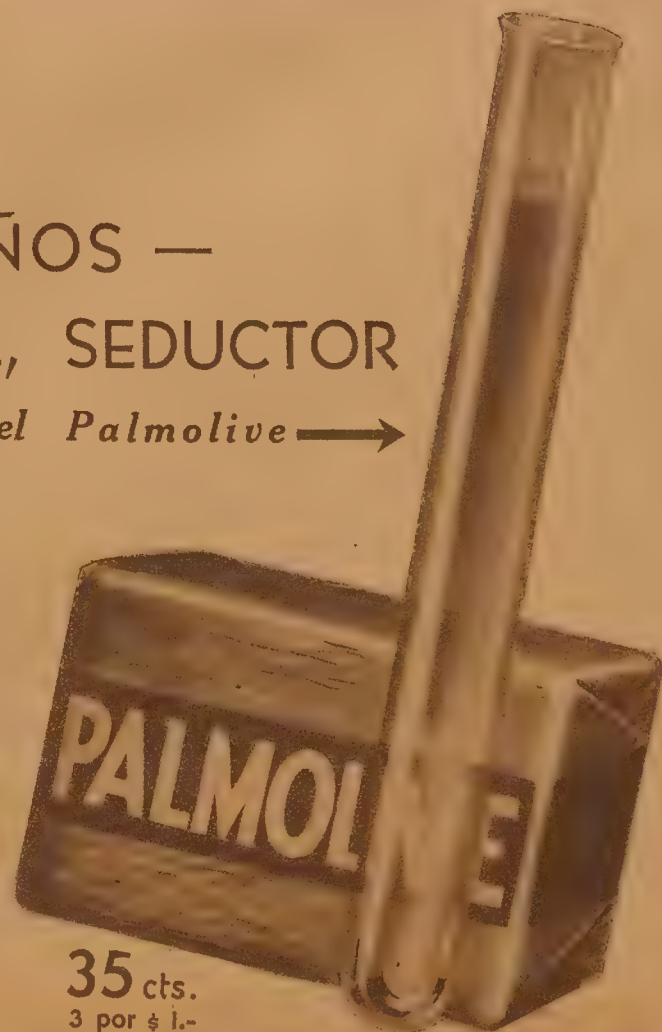 ÑOS —
, SEDUCTOR
el Palmolive
PALMOL E
35 cts.
3 por $ 1.-